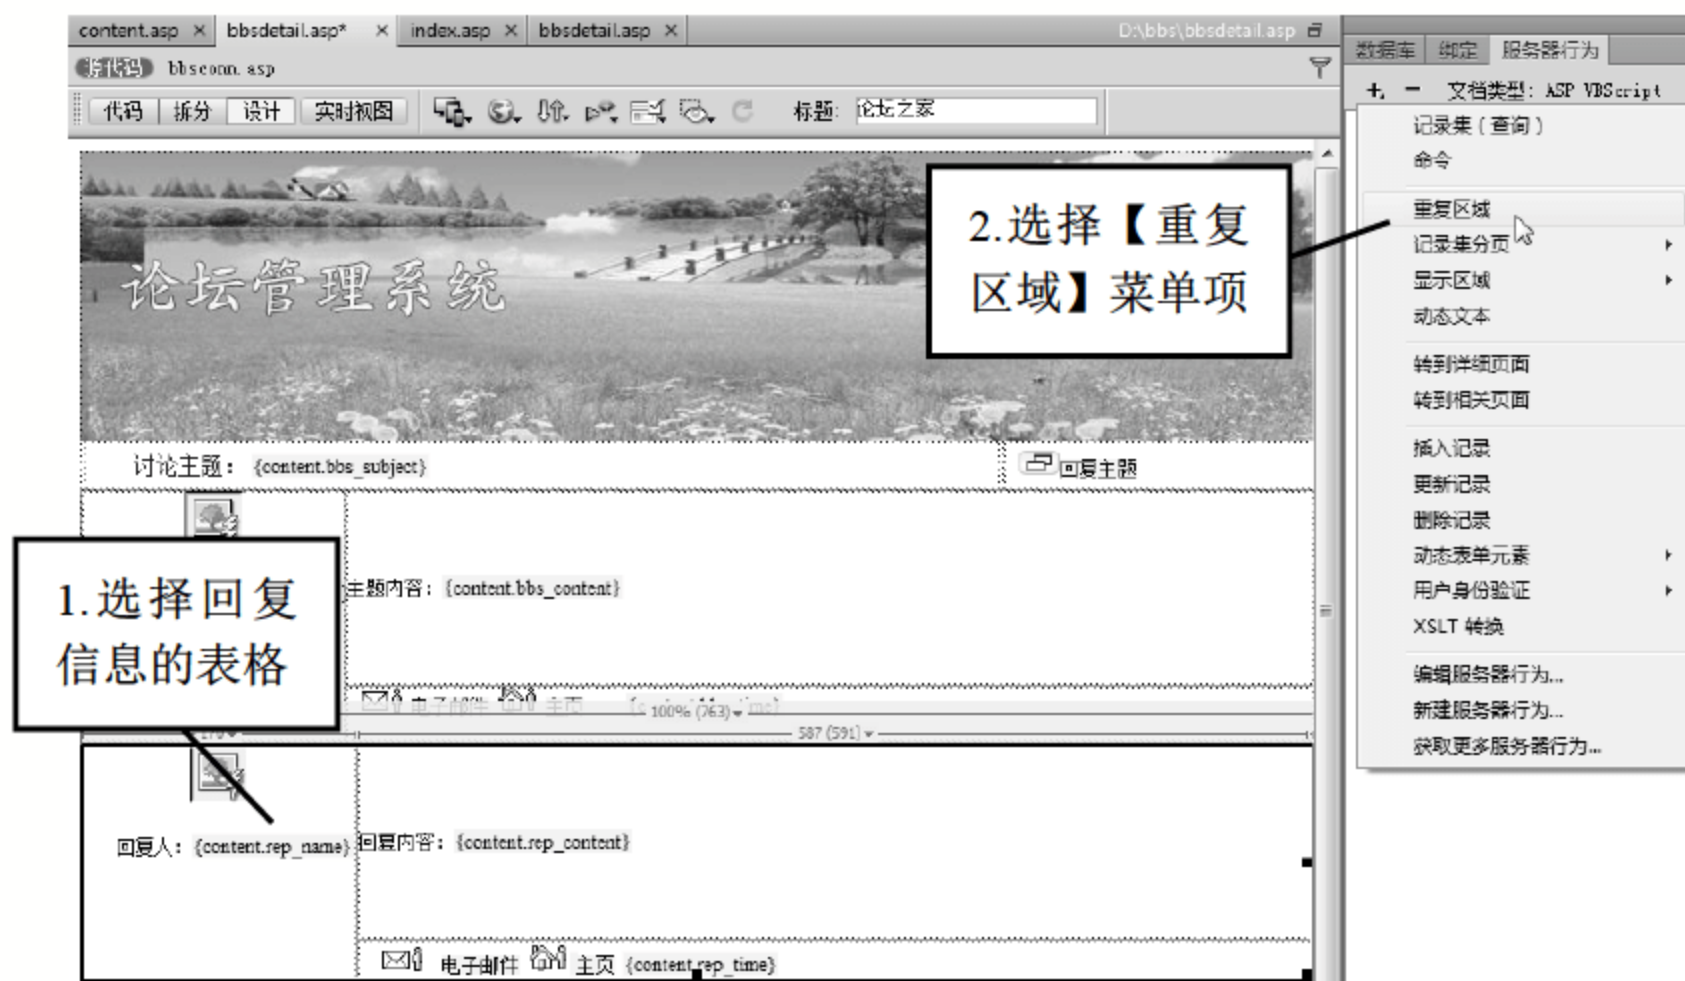 content.asp × bbsdetail.asp* × index.asp × bbsdetail.asp × D:\bbs\bbsdetail.asp
源代码 bbsconn.asp
代码 拆分 设计 实时视图 标题: 论坛之家
数据库 绑定 服务器行为
文档类型: ASP VBScript
记录集(查询)
命令
重复区域
记录集分页
显示区域
动态文本
转到详细页面
转到相关页面
插入记录
更新记录
删除记录
动态表单元素
用户身份验证
XSLT 转换
编辑服务器行为...
新建服务器行为...
获取更多服务器行为...
2.选择【重复
区域】菜单项
论坛管理系统
讨论主题: {content.bbs_subject} 回复主题
1.选择回复
信息的表格
主题内容: {content.bbs_content}
电子邮件 主页
100% (763)
587 (591)
回复人: {content.rep_name} 回复内容: {content.rep_content}
电子邮件 主页 {content.rep_time}